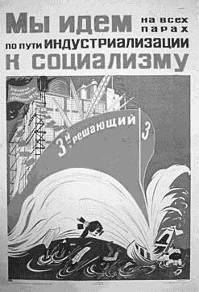 Мы идем на всех парах
по пути индустриализации
к социализму
3й решающий 3